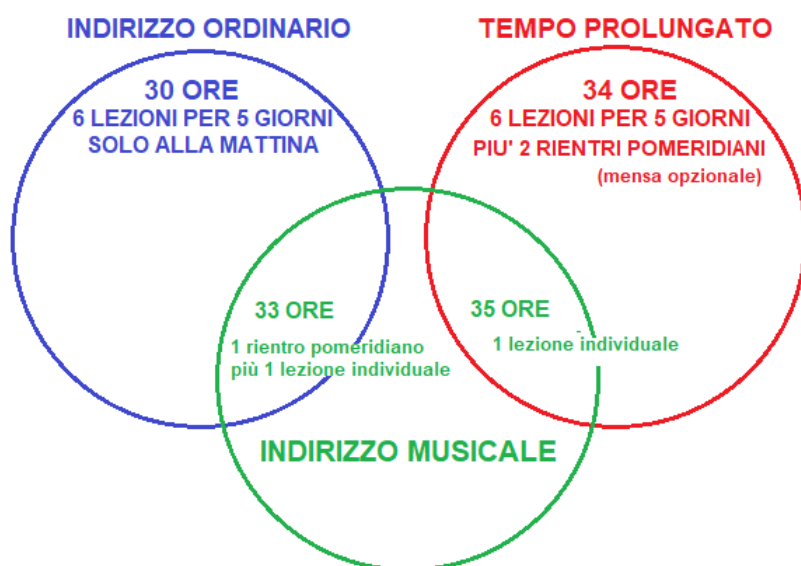 INDIRIZZO ORDINARIO
30 ORE
6 LEZIONI PER 5 GIORNI
SOLO ALLA MATTINA
TEMPO PROLUNGATO
34 ORE
6 LEZIONI PER 5 GIORNI
PIU' 2 RIENTRI POMERIDIANI
(mensa opzionale)
33 ORE
1 rientro pomeridiano
più 1 lezione individuale
35 ORE
1 lezione individuale
INDIRIZZO MUSICALE